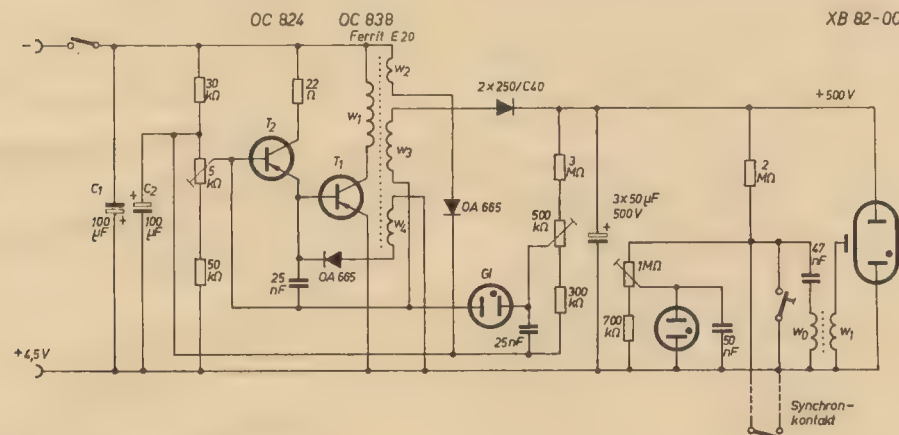 OC 824
OC 838
Ferrit E 20
XB 82-00
−
30
kΩ
22
Ω
w2
2×250/C40
+500 V
T2
w1
w3
5
kΩ
T1
3
MΩ
2
MΩ
C1
+
C2
OA 665
3×50 µF
500 V
100
µF
+
100
µF
50
kΩ
w4
500
kΩ
47
nF
25
nF
OA 665
1MΩ
Gl
300
kΩ
700
kΩ
w0
w1
25nF
50
nF
+4,5V
Synchron-
kontakt